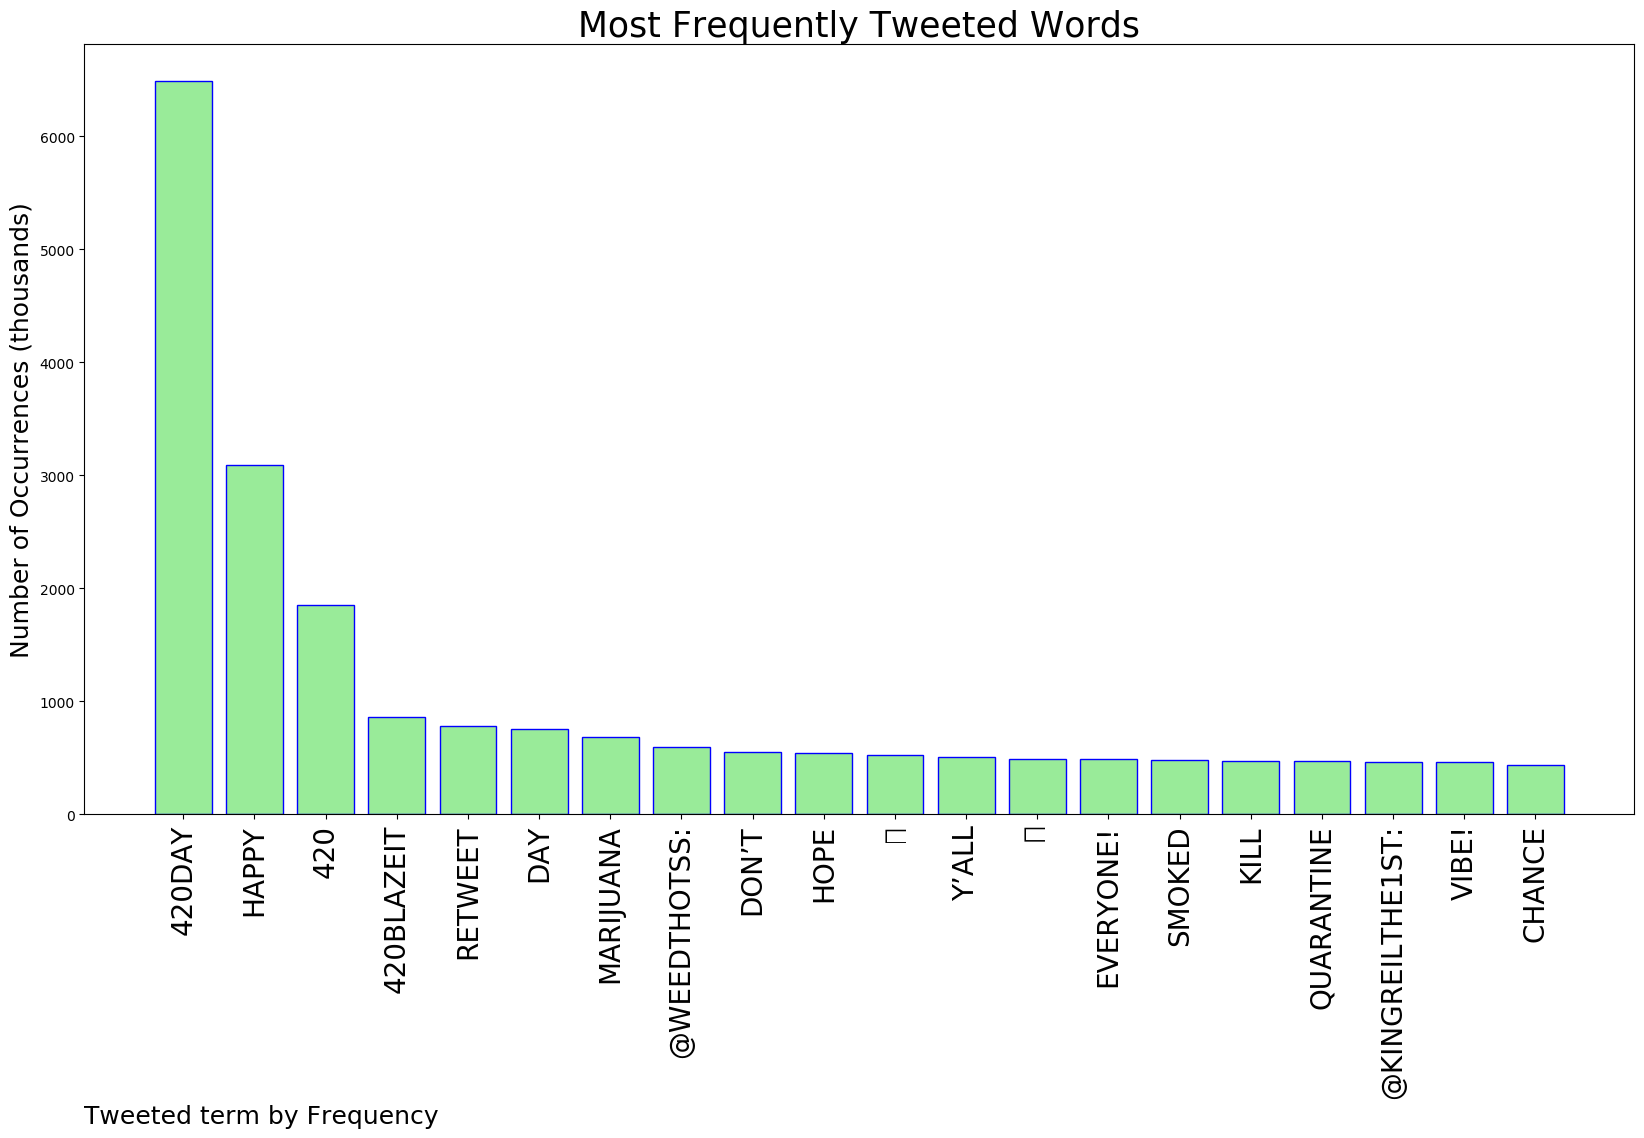 Most Frequently Tweeted Words
Number of Occurrences (thousands)
6000
5000
4000
3000
2000
1000
0
420DAY
HAPPY
420
420BLAZEIT
RETWEET
DAY
MARIJUANA
@WEEDTHOTSS:
DON’T
HOPE
Y’ALL
EVERYONE!
SMOKED
KILL
QUARANTINE
@KINGREILTHE1ST:
VIBE!
CHANCE
Tweeted term by Frequency